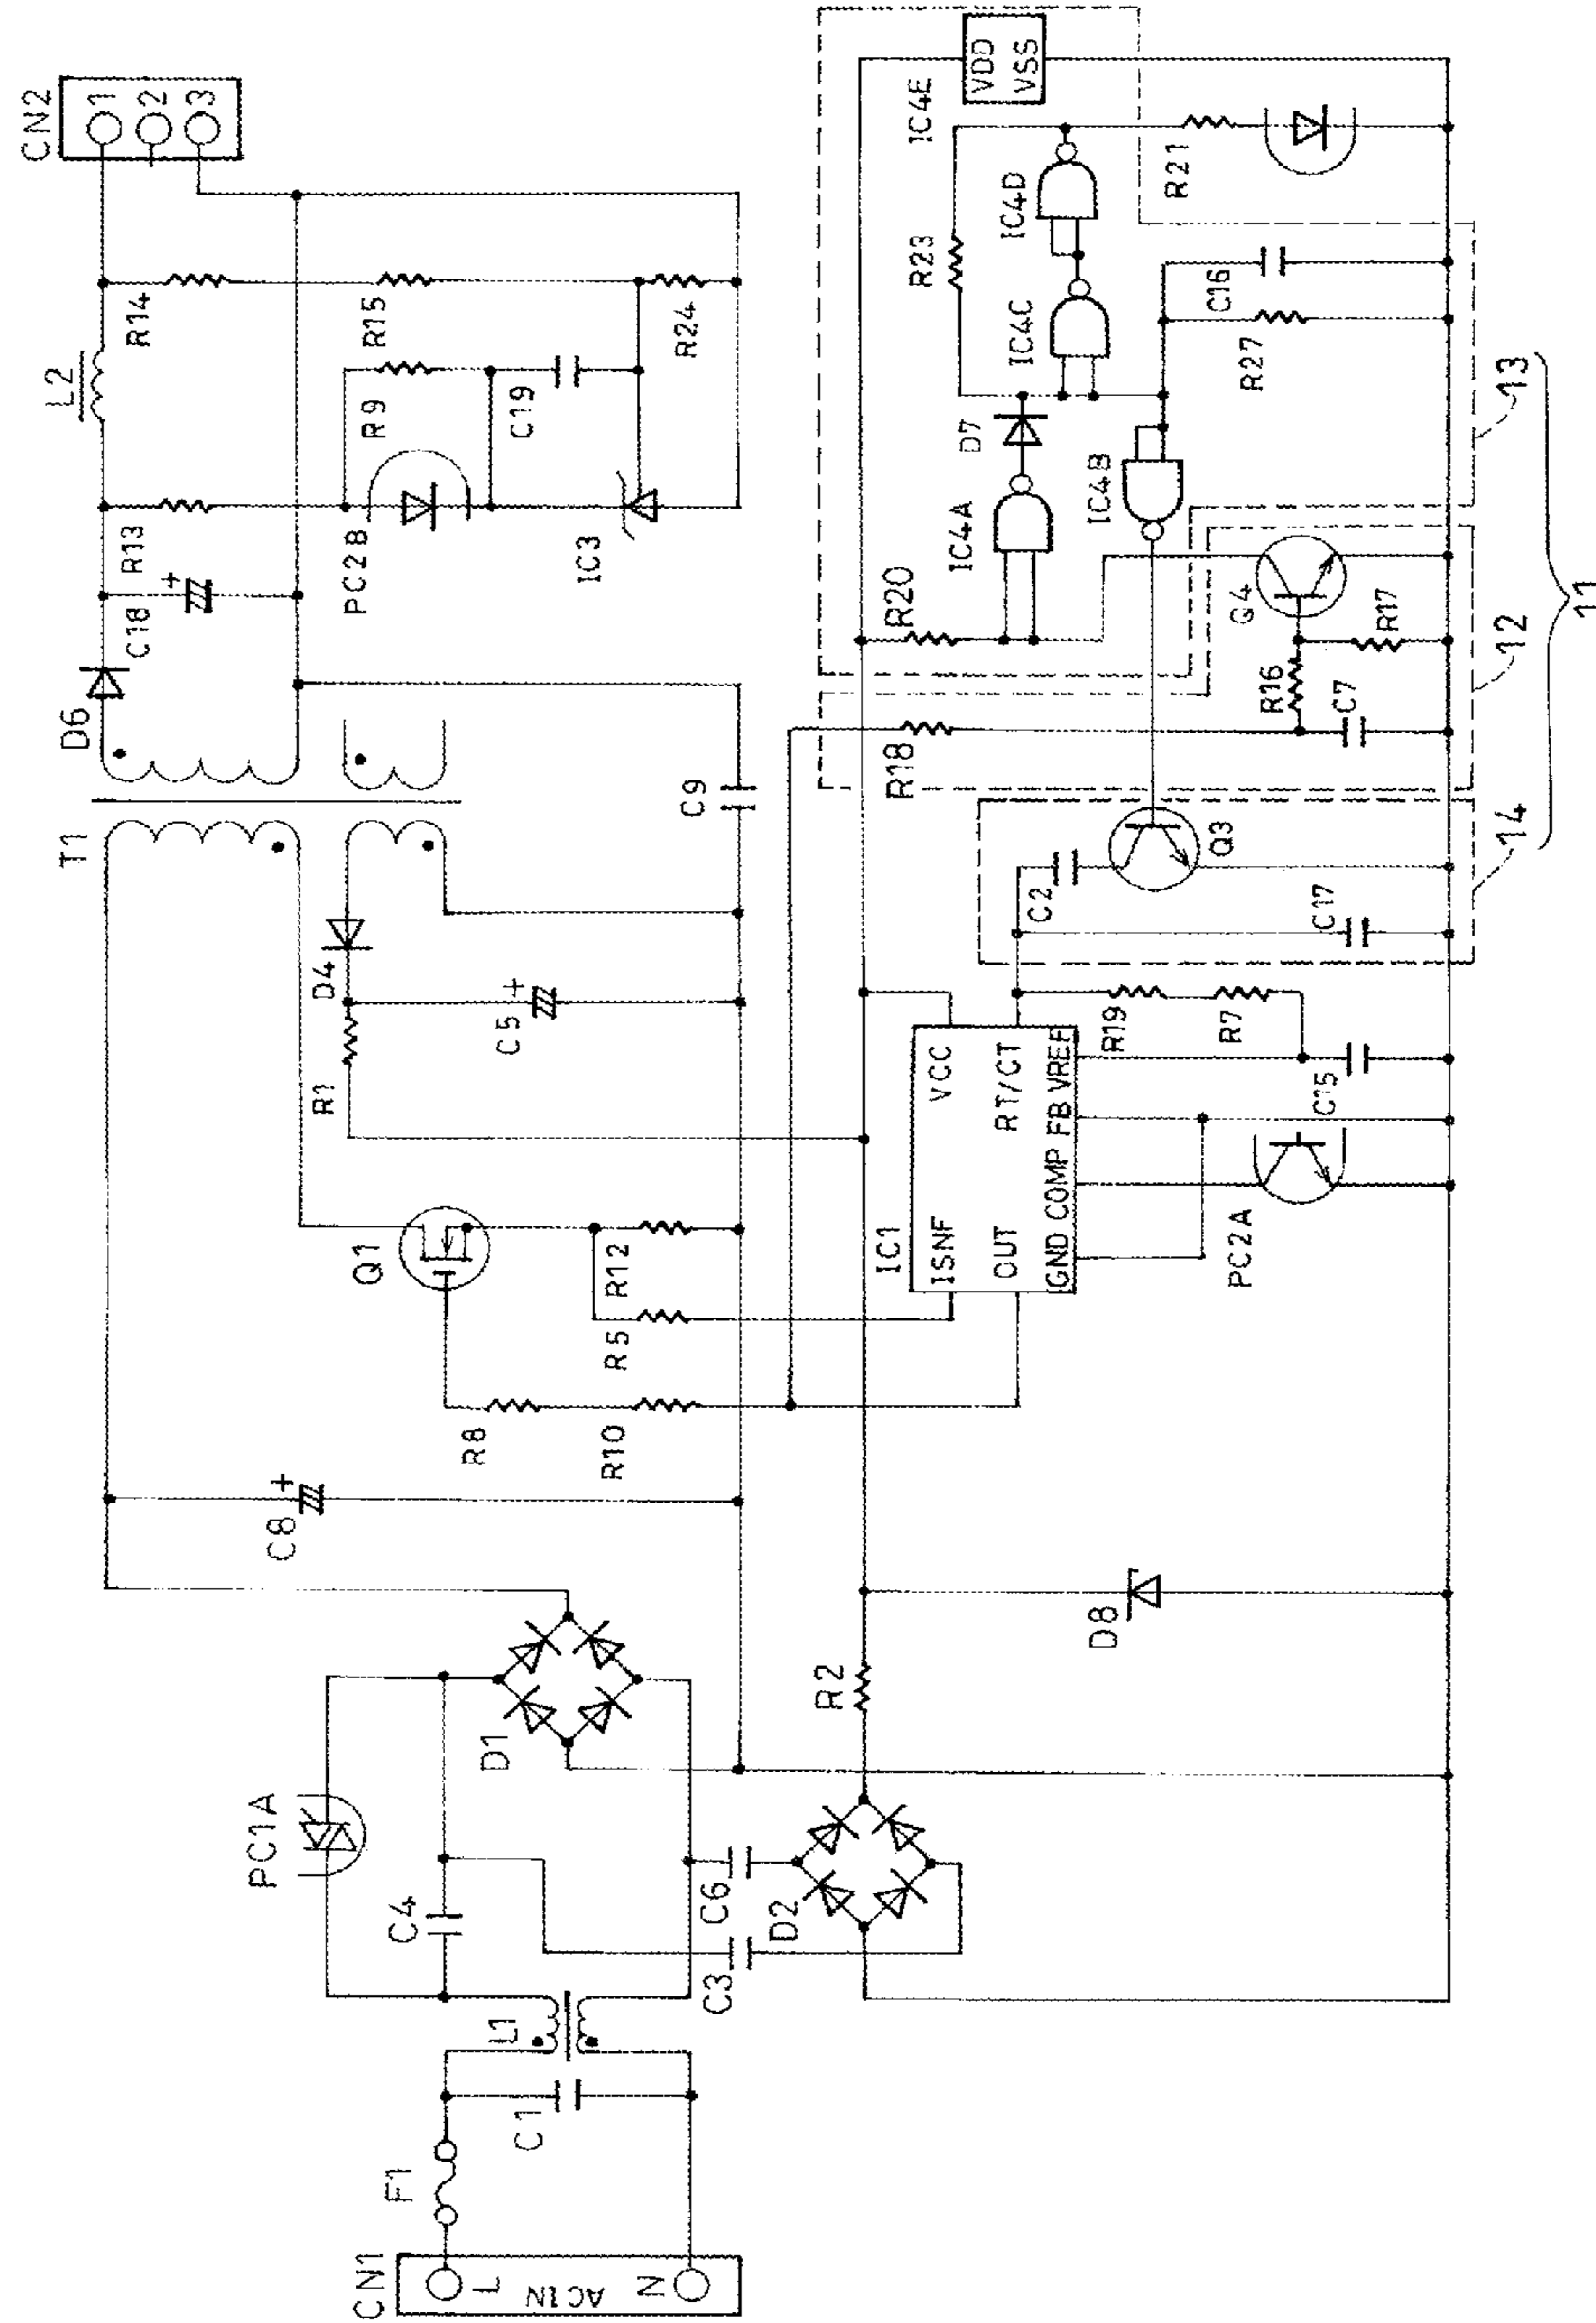 CN1
L
AC1N
N
F1
C1
L1
C4
PC1A
D1
C3
C6
D2
R2
D8
C8
+
R8
R10
Q1
R5
R12
R1
D4
C5
+
T1
D6
C18
+
C9
R13
PC2B
R9
IC3
C19
R15
R14
R24
L2
CN2
1
2
3
IC1
ISNF
VCC
OUT
RT/CT
GND
COMP
FB
VREF
PC2A
C15
R19
R7
C17
C2
Q3
14
R18
R16
C7
R17
Q4
12
R20
IC4A
D7
IC4B
IC4C
IC4D
R23
R27
C16
R21
IC4E
VDD
VSS
13
11